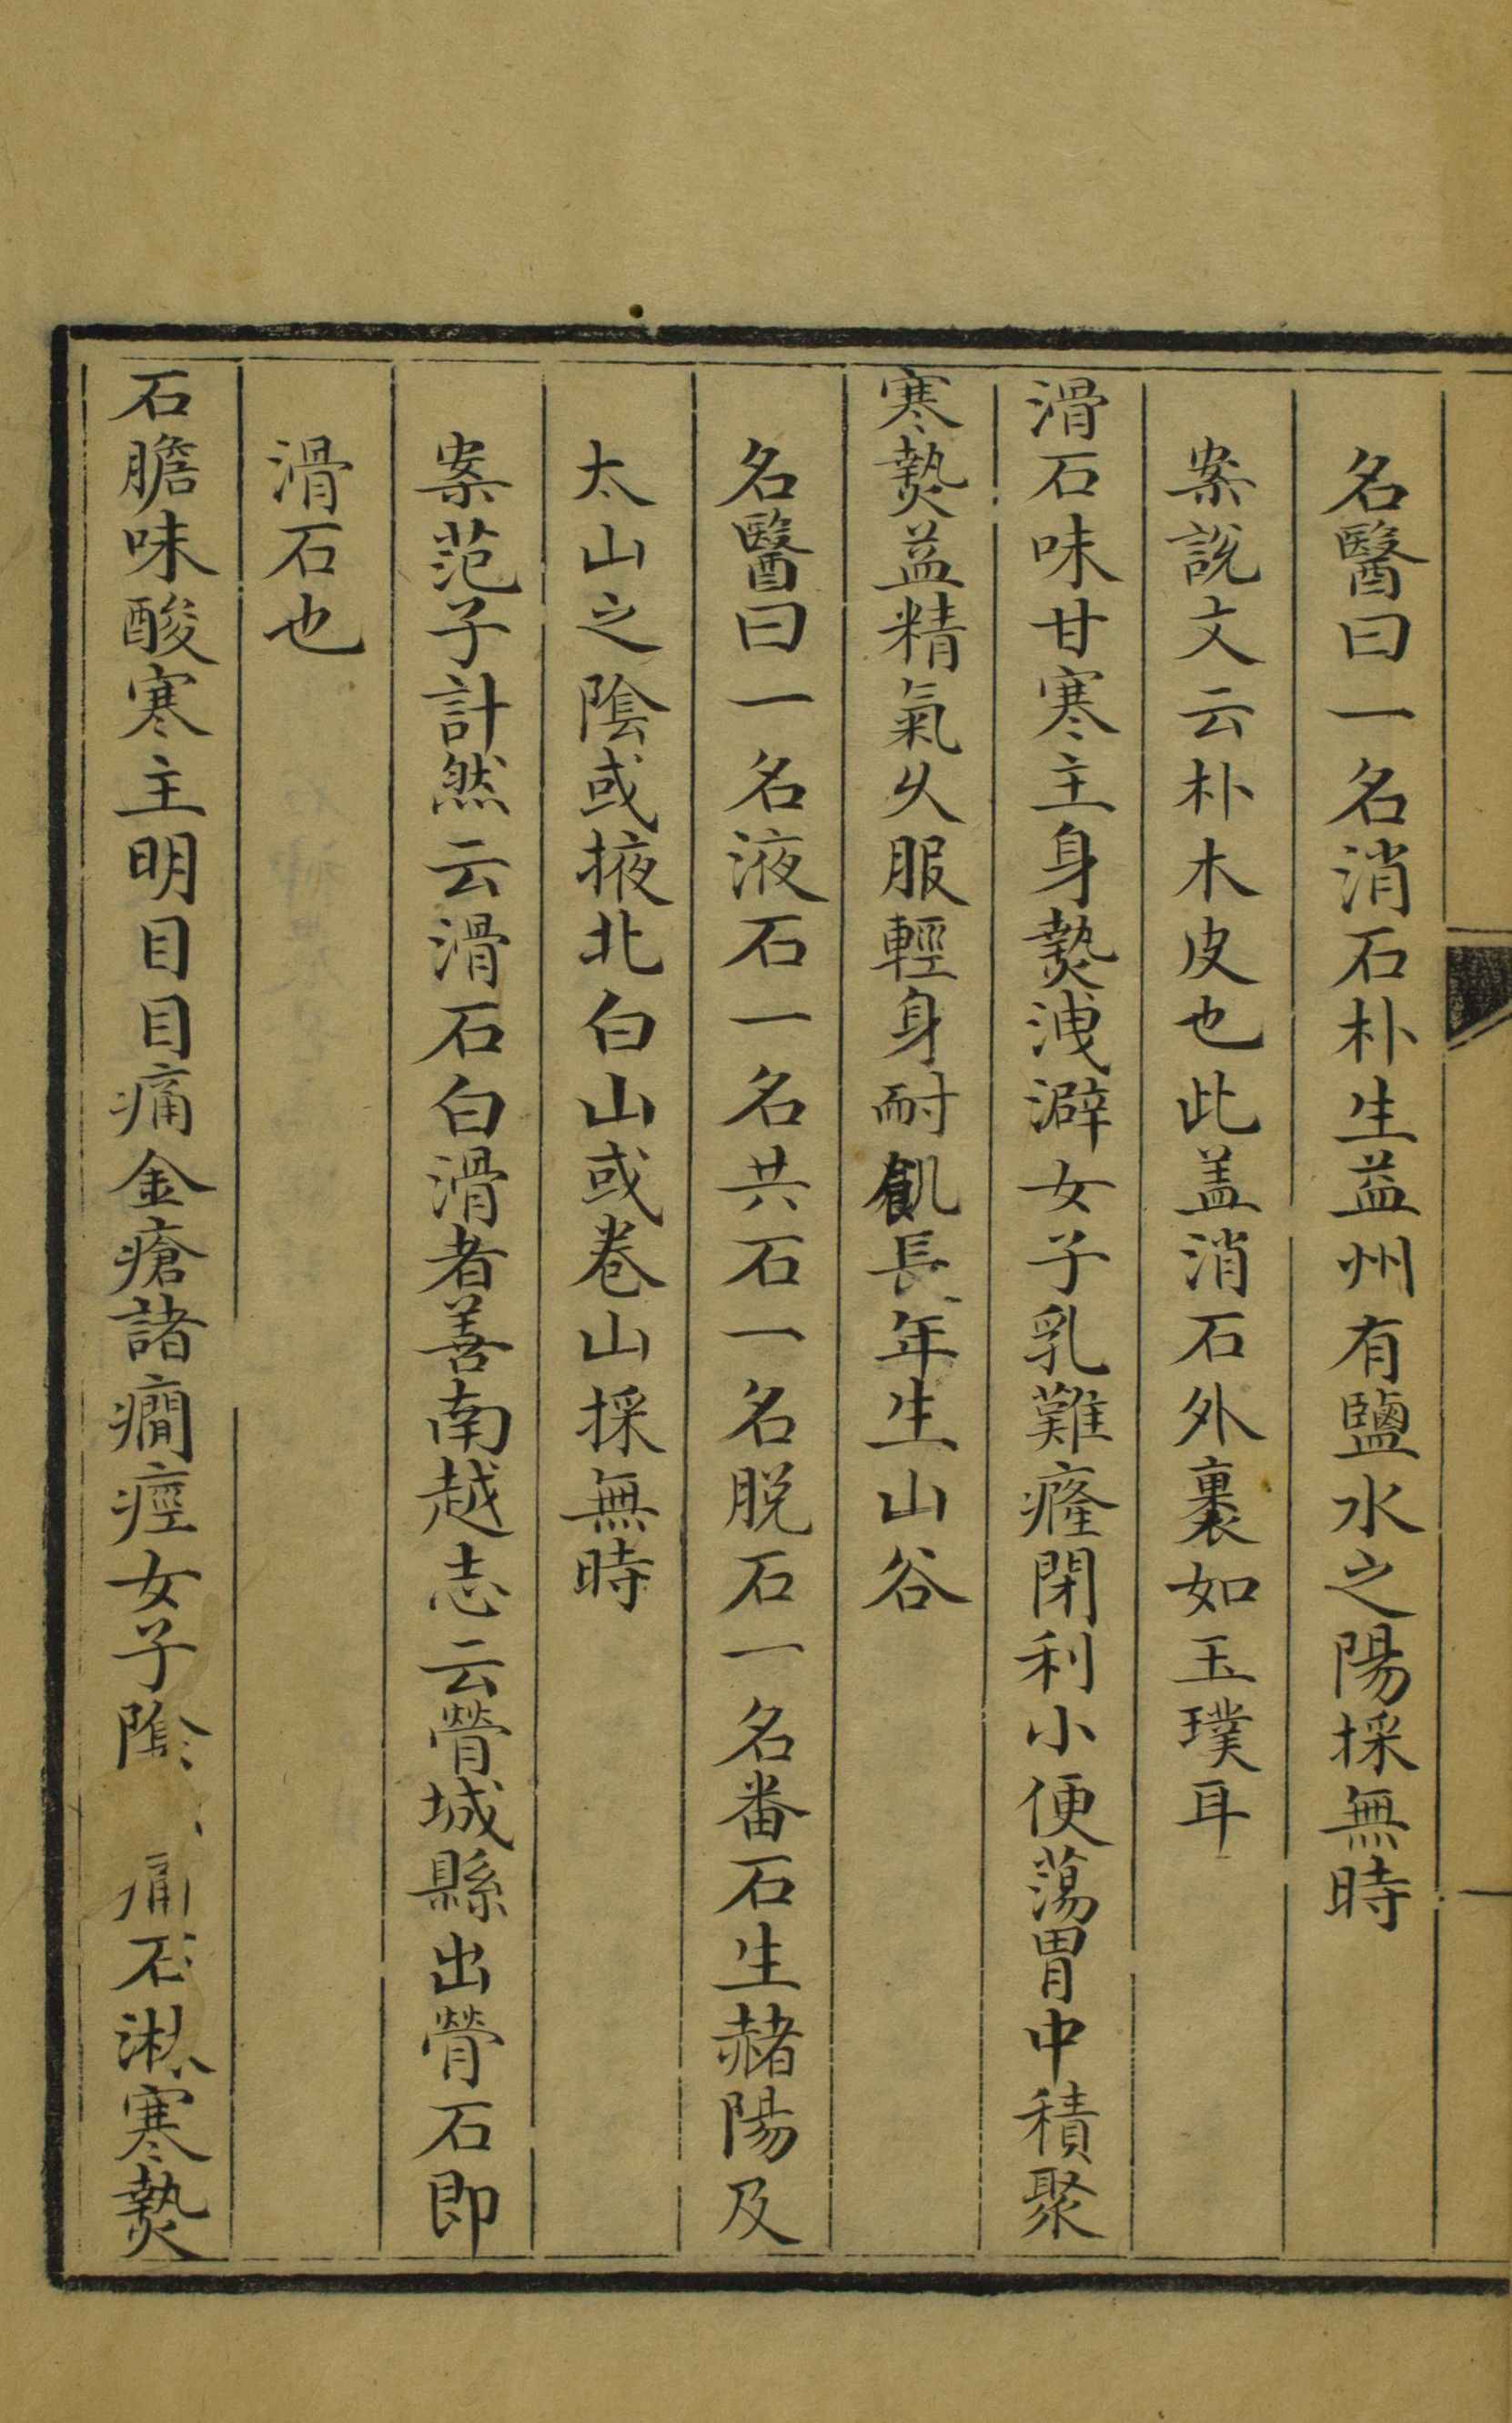 名醫曰一名消石朴生益州有鹽水之陽採無時
案說文云朴木皮也此盖消石外裹如玉璞耳
滑石味甘寒主身𤍠洩澼女子乳難癃閉利小便蕩胃中積聚
寒𤍠益精氣乆服輕身耐飢長年生山谷
名醫曰一名液石一名共石一名脱石一名番石生赭陽及
太山之陰或掖北白山或卷山採無時
案范子計然云滑石白滑者善南越志云膋城縣出膋石即
滑石也
石膽味酸寒主明目目痛金瘡諸癇痙女子陰痛石淋寒𤍠